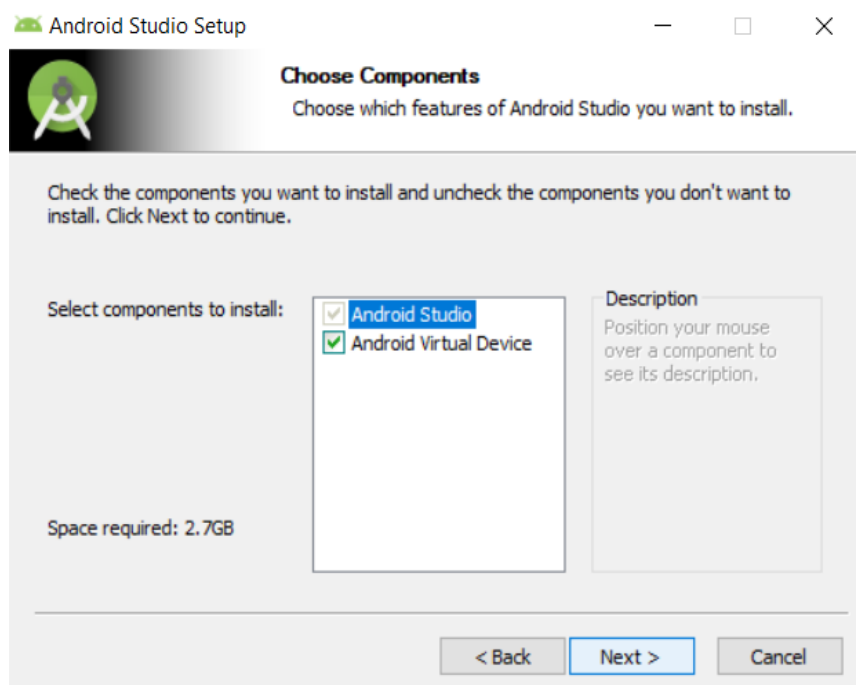 Android Studio Setup
Choose Components
Choose which features of Android Studio you want to install.
Check the components you want to install and uncheck the components you don't want to
install. Click Next to continue.
Select components to install:
Android Studio
Android Virtual Device
Description
Position your mouse
over a component to
see its description.
Space required: 2.7GB
< Back
Next >
Cancel